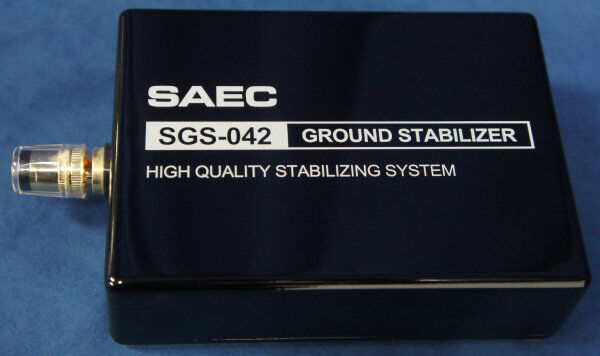 SAEC
SGS-042 GROUND STABILIZER
HIGH QUALITY STABILIZING SYSTEM